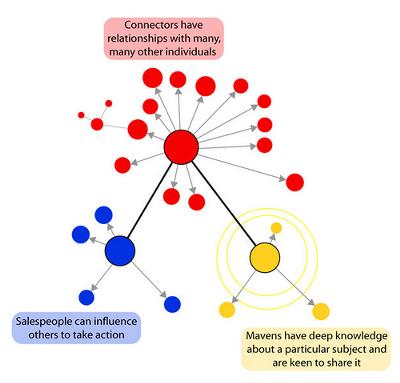 Connectors have
relationships with many,
many other individuals
Salespeople can influence
others to take action
Mavens have deep knowledge
about a particular subject and
are keen to share it